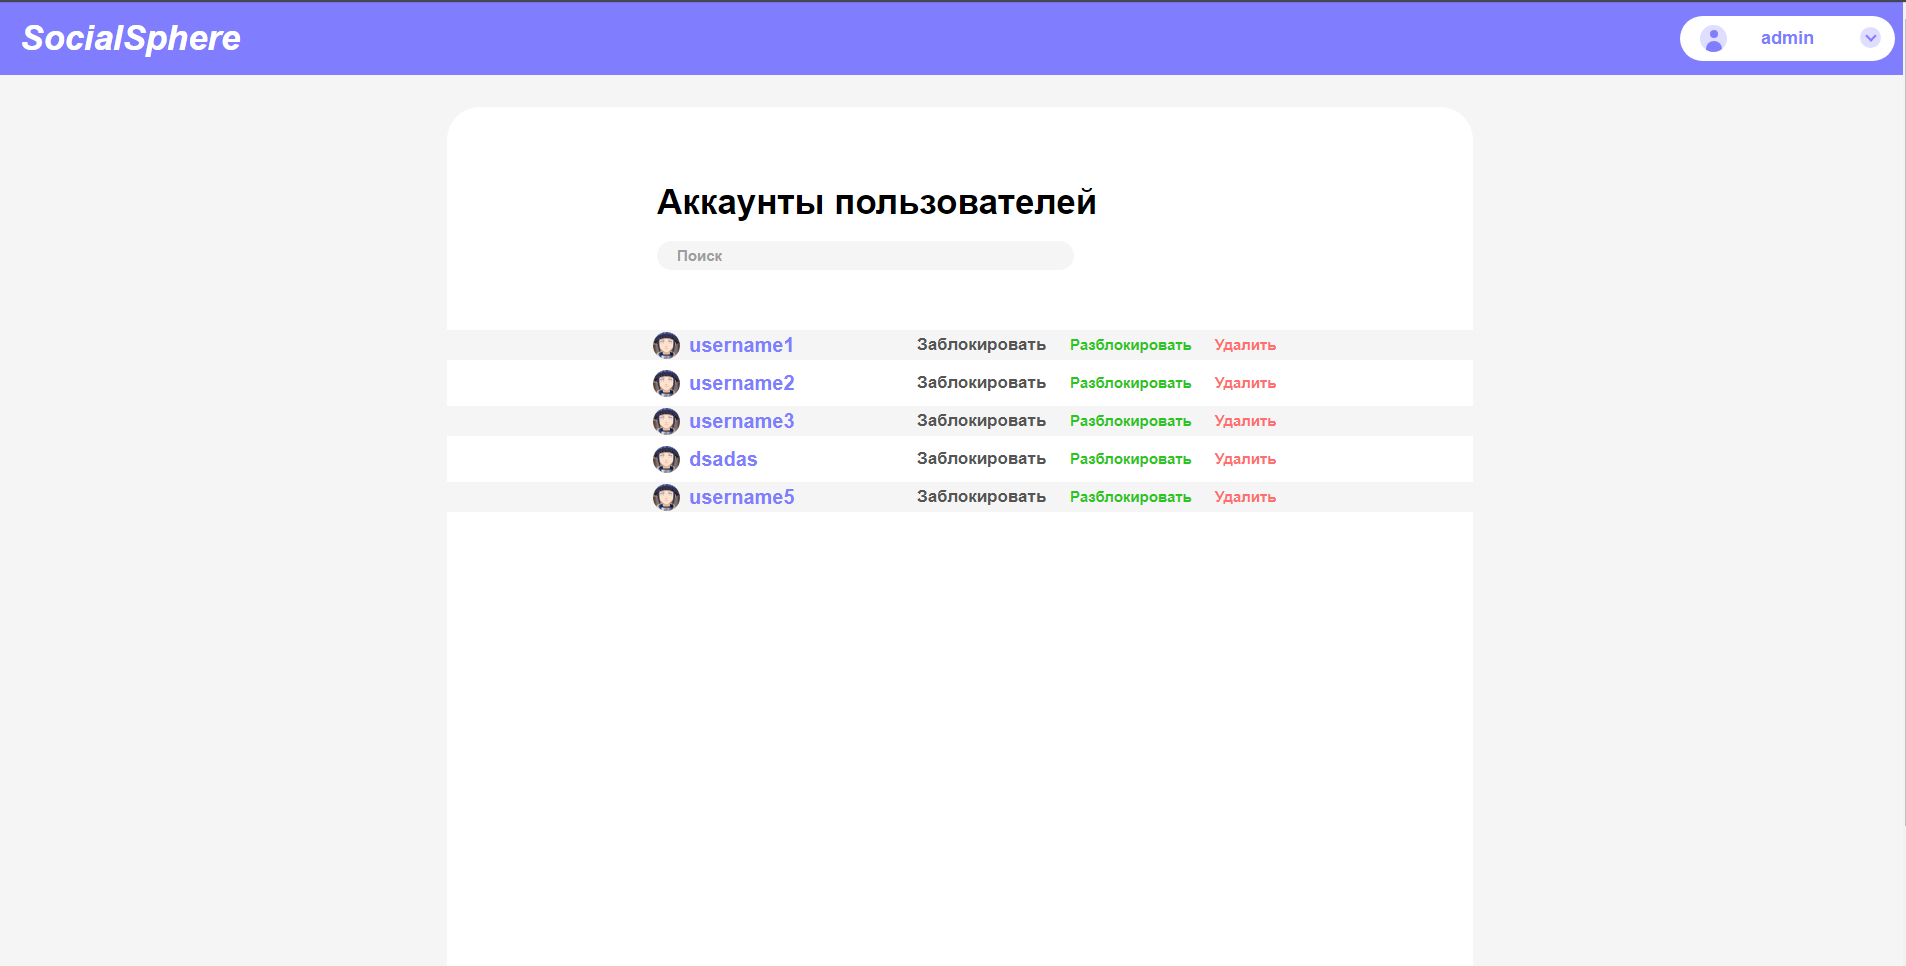 SocialSphere admin
Аккаунты пользователей
Поиск
username1 Заблокировать Разблокировать Удалить
username2 Заблокировать Разблокировать Удалить
username3 Заблокировать Разблокировать Удалить
dsadas Заблокировать Разблокировать Удалить
username5 Заблокировать Разблокировать Удалить